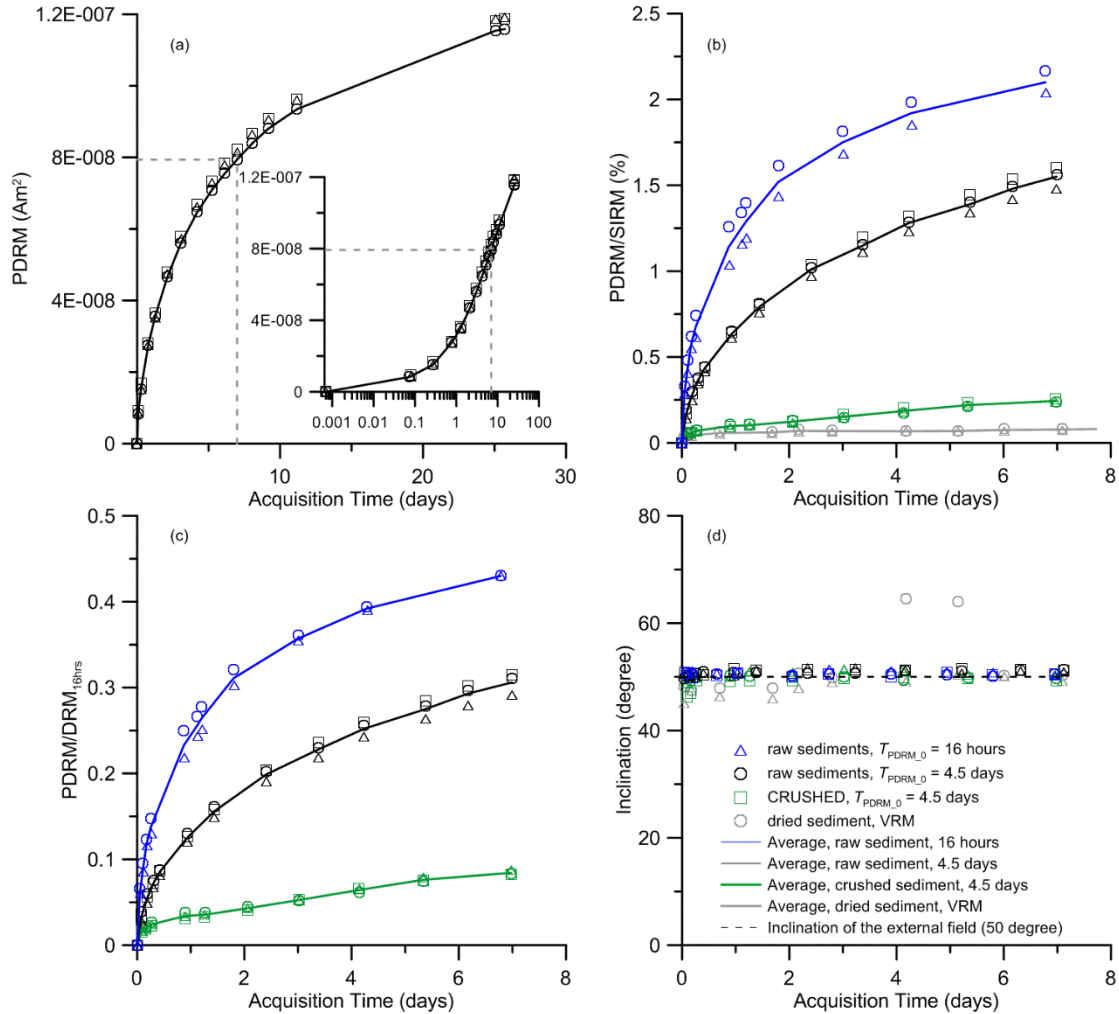 (a)
PDRM (Am²)
1.2E-007
8E-008
4E-008
0
0 10 20 30
Acquisition Time (days)
1.2E-007
8E-008
4E-008
0
0.001 0.01 0.1 1 10 100
(b)
PDRM/SIRM (%)
2.5
2
1.5
1
0.5
0
0 2 4 6 8
Acquisition Time (days)
(c)
PDRM/DRM16hrs
0.5
0.4
0.3
0.2
0.1
0
0 2 4 6 8
Acquisition Time (days)
(d)
Inclination (degree)
80
60
40
20
0
raw sediments, TPDRM_0 = 16 hours
raw sediments, TPDRM_0 = 4.5 days
CRUSHED, TPDRM_0 = 4.5 days
dried sediment, VRM
Average, raw sediment, 16 hours
Average, raw sediment, 4.5 days
Average, crushed sediment, 4.5 days
Average, dried sediment, VRM
Inclination of the external field (50 degree)
0 2 4 6 8
Acquisition Time (days)